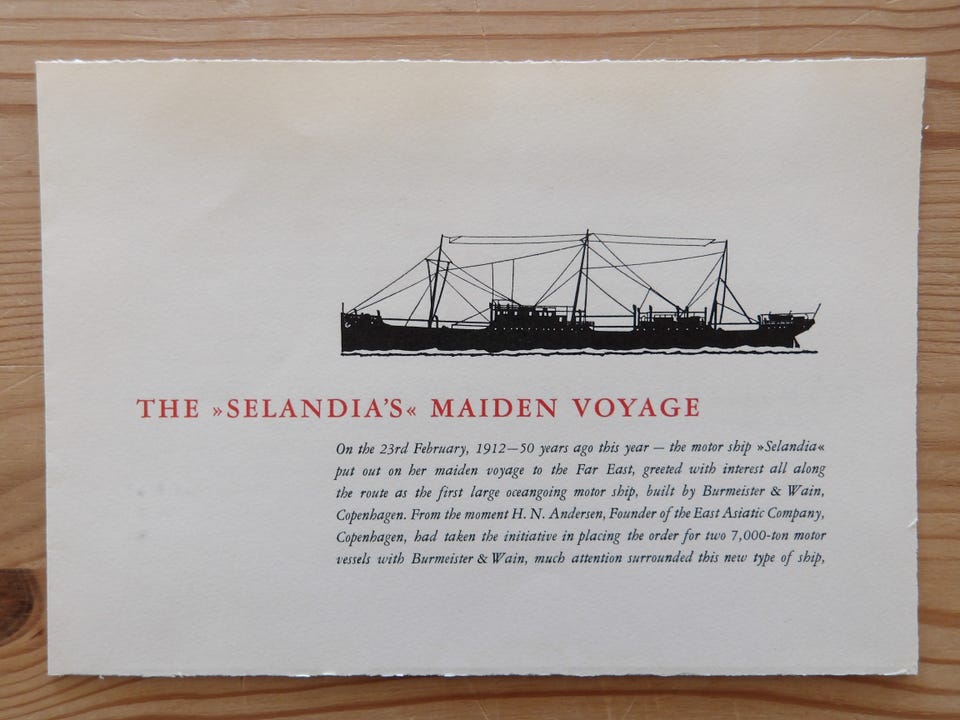 THE »SELANDIA'S« MAIDEN VOYAGE
On the 23rd February, 1912—50 years ago this year — the motor ship »Selandia«
put out on her maiden voyage to the Far East, greeted with interest all along
the route as the first large oceangoing motor ship, built by Burmeister & Wain,
Copenhagen. From the moment H. N. Andersen, Founder of the East Asiatic Company,
Copenhagen, had taken the initiative in placing the order for two 7,000-ton motor
vessels with Burmeister & Wain, much attention surrounded this new type of ship,